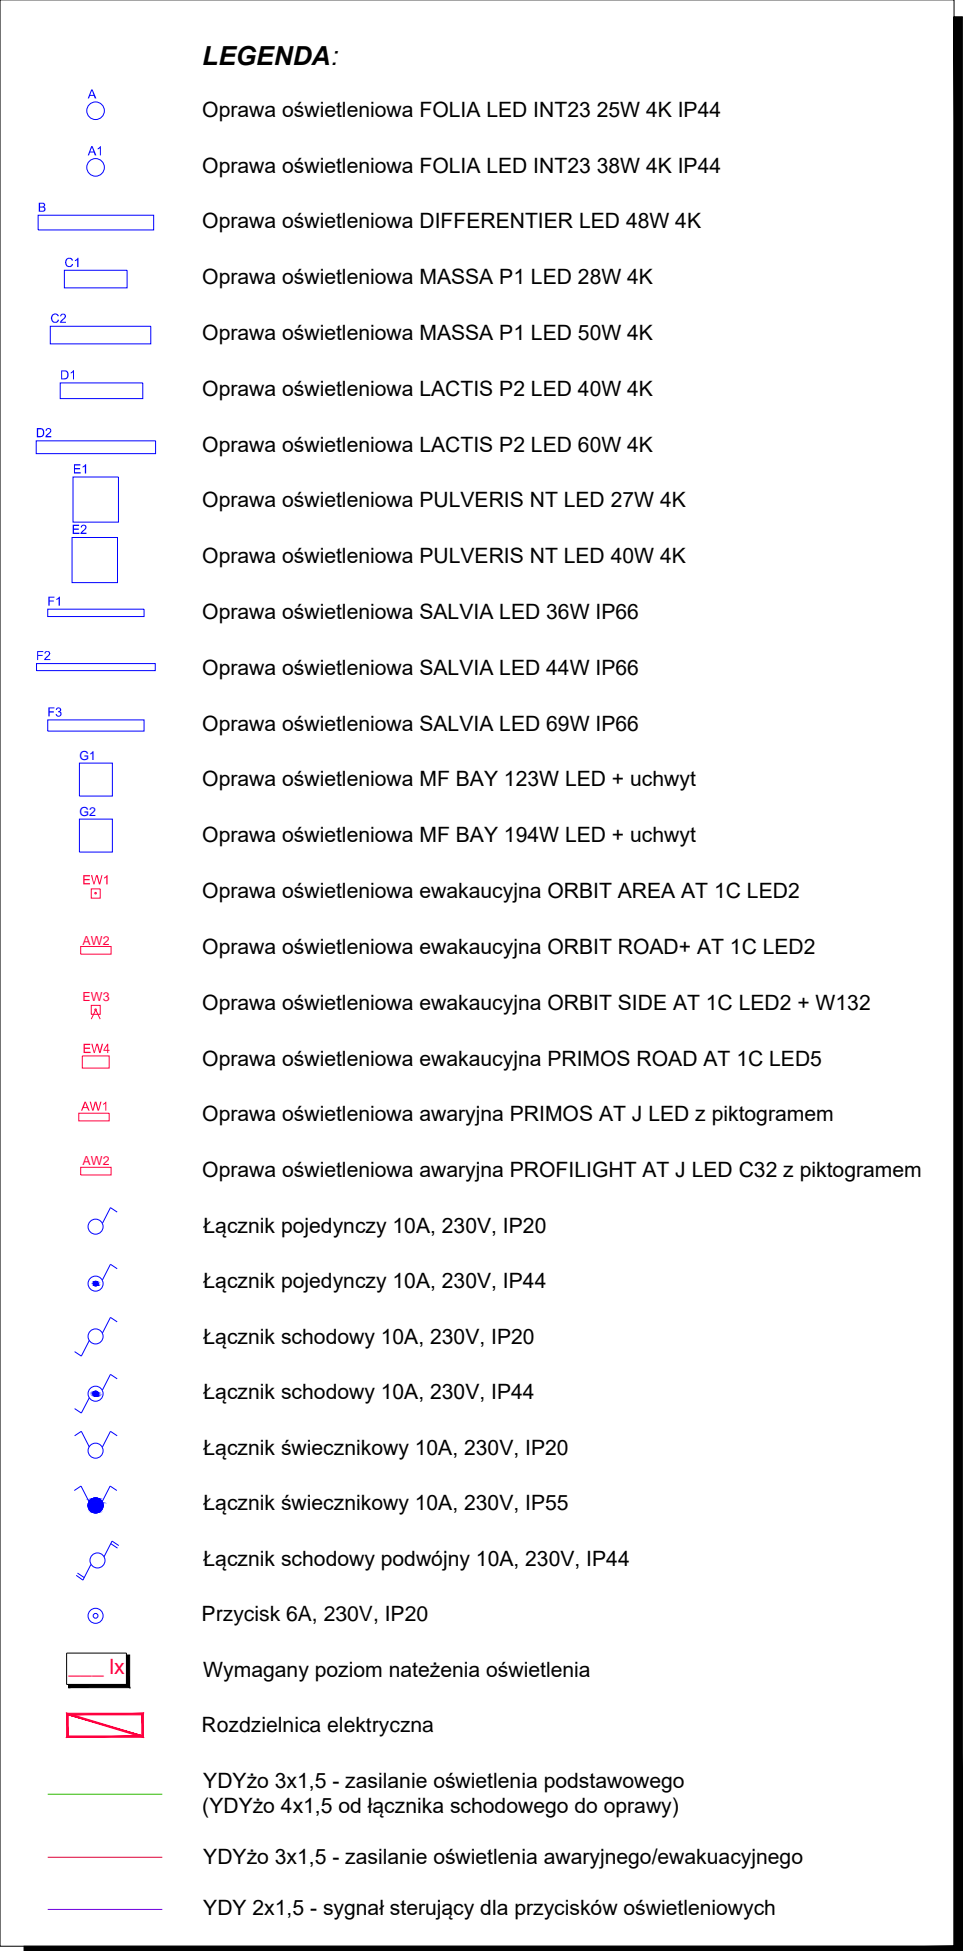 LEGENDA:
A
Oprawa oświetleniowa FOLIA LED INT23 25W 4K IP44
A1
Oprawa oświetleniowa FOLIA LED INT23 38W 4K IP44
B
Oprawa oświetleniowa DIFFERENTIER LED 48W 4K
C1
Oprawa oświetleniowa MASSA P1 LED 28W 4K
C2
Oprawa oświetleniowa MASSA P1 LED 50W 4K
D1
Oprawa oświetleniowa LACTIS P2 LED 40W 4K
D2
Oprawa oświetleniowa LACTIS P2 LED 60W 4K
E1
Oprawa oświetleniowa PULVERIS NT LED 27W 4K
E2
Oprawa oświetleniowa PULVERIS NT LED 40W 4K
F1
Oprawa oświetleniowa SALVIA LED 36W IP66
F2
Oprawa oświetleniowa SALVIA LED 44W IP66
F3
Oprawa oświetleniowa SALVIA LED 69W IP66
G1
Oprawa oświetleniowa MF BAY 123W LED + uchwyt
G2
Oprawa oświetleniowa MF BAY 194W LED + uchwyt
EW1
Oprawa oświetleniowa ewakaucyjna ORBIT AREA AT 1C LED2
AW2
Oprawa oświetleniowa ewakaucyjna ORBIT ROAD+ AT 1C LED2
EW3
Oprawa oświetleniowa ewakaucyjna ORBIT SIDE AT 1C LED2 + W132
EW4
Oprawa oświetleniowa ewakaucyjna PRIMOS ROAD AT 1C LED5
AW1
Oprawa oświetleniowa awaryjna PRIMOS AT J LED z piktogramem
AW2
Oprawa oświetleniowa awaryjna PROFILIGHT AT J LED C32 z piktogramem
Łącznik pojedynczy 10A, 230V, IP20
Łącznik pojedynczy 10A, 230V, IP44
Łącznik schodowy 10A, 230V, IP20
Łącznik schodowy 10A, 230V, IP44
Łącznik świecznikowy 10A, 230V, IP20
Łącznik świecznikowy 10A, 230V, IP55
Łącznik schodowy podwójny 10A, 230V, IP44
Przycisk 6A, 230V, IP20
___ lx
Wymagany poziom nateżenia oświetlenia
Rozdzielnica elektryczna
YDYżo 3x1,5 - zasilanie oświetlenia podstawowego
(YDYżo 4x1,5 od łącznika schodowego do oprawy)
YDYżo 3x1,5 - zasilanie oświetlenia awaryjnego/ewakuacyjnego
YDY 2x1,5 - sygnał sterujący dla przycisków oświetleniowych